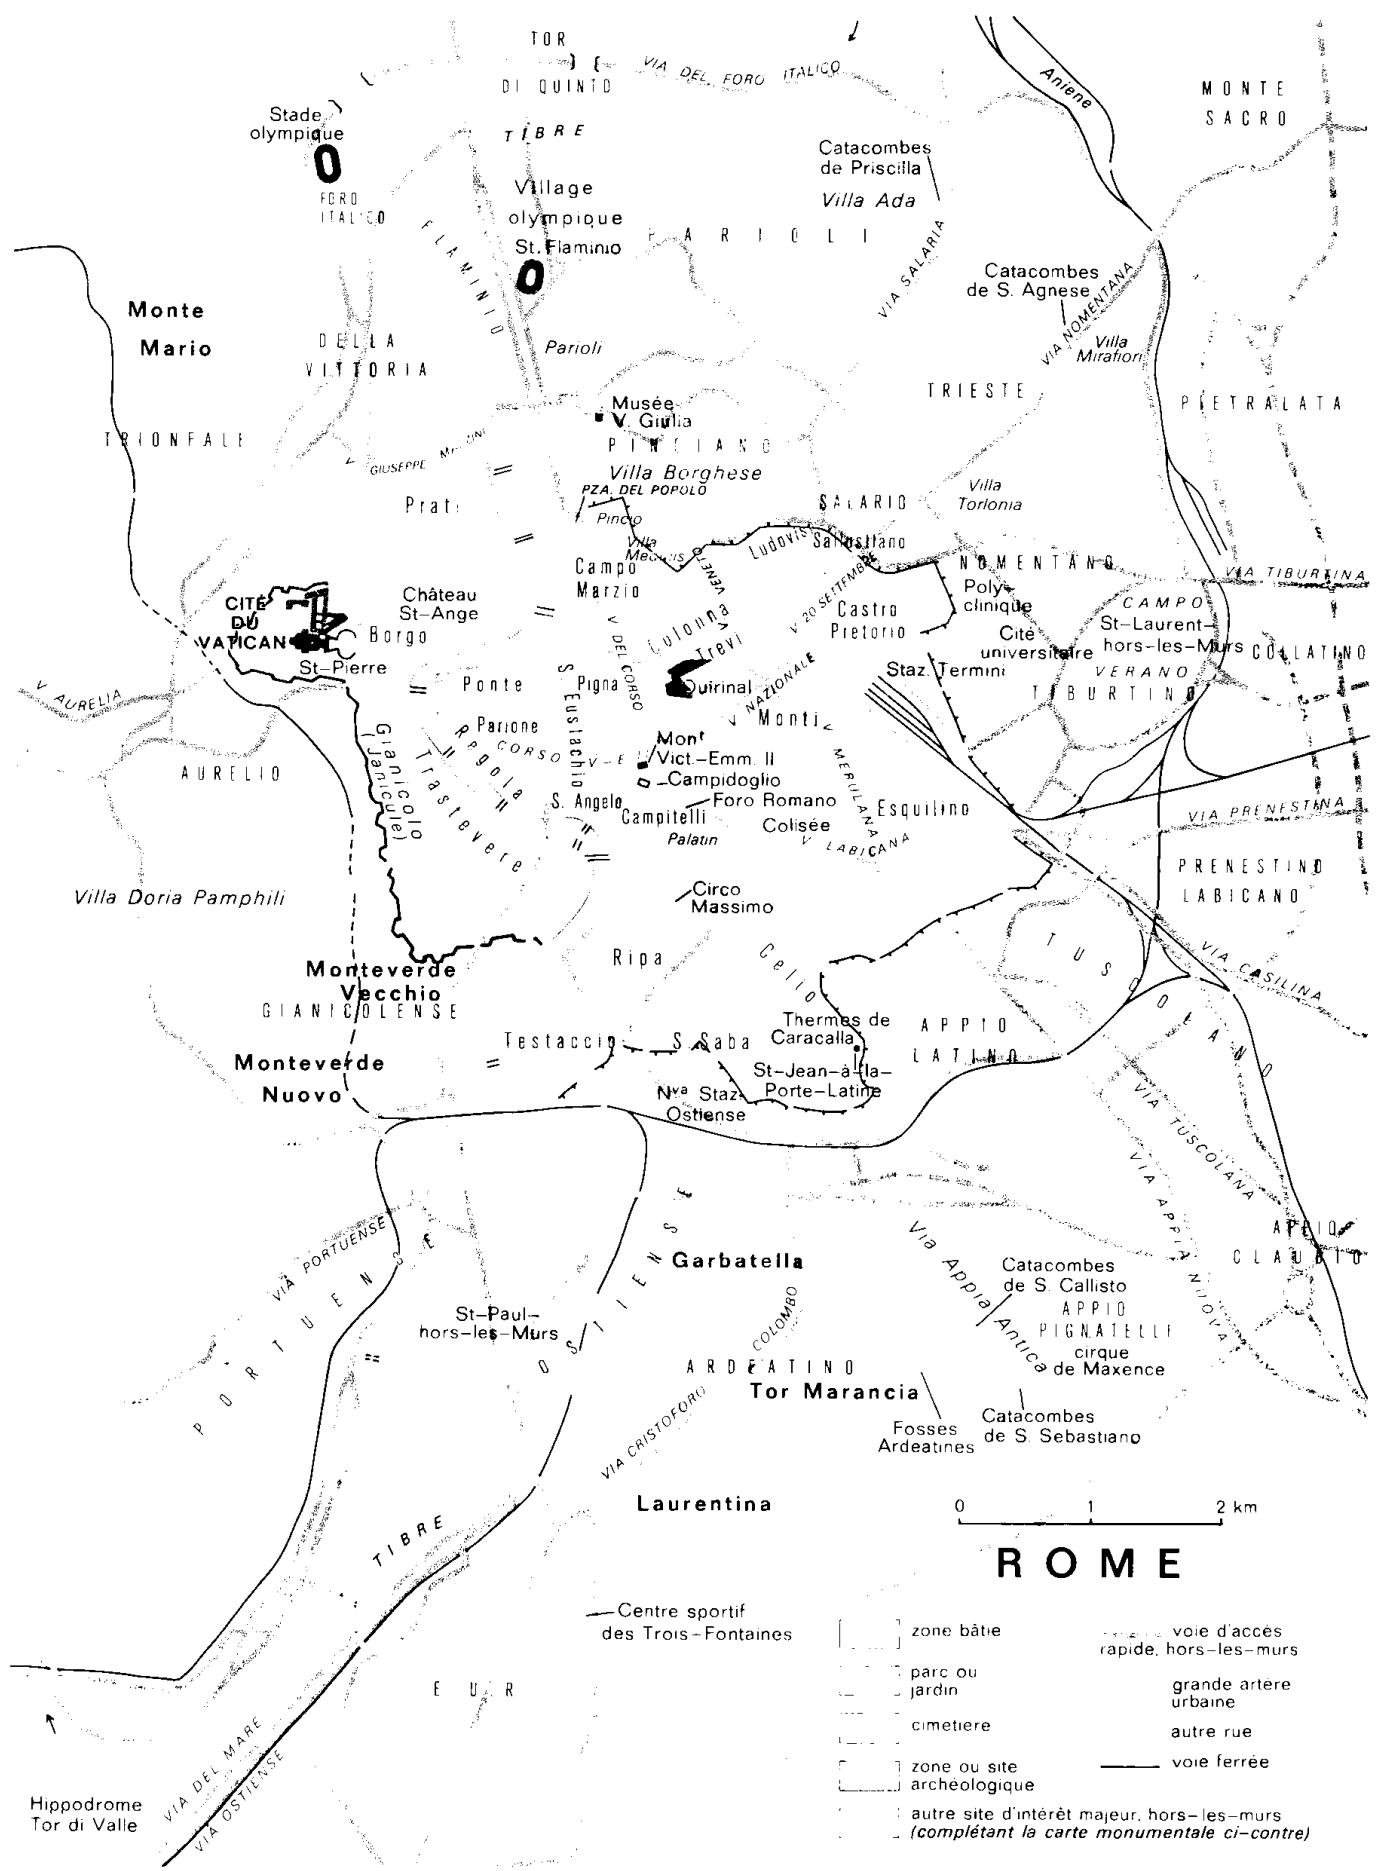 TOR
DI QUINTO
VIA DEL FORO ITALICO
Aniene
MONTE
SACRO
Stade
olympique
TIBRE
FORO
ITALICO
Village
olympique
St. Flaminio
FLAMINIO
PARIOLI
Catacombes
de Priscilla
Villa Ada
VIA SALARIA
Catacombes
de S. Agnese
VIA NOMENTANA
Villa
Mirafiori
Monte
Mario
DELLA
VITTORIA
Parioli
TRIESTE
PIETRALATA
TRIONFALE
Musée
V. Giulia
PINCIANO
Villa Borghese
V. GIUSEPPE MAZZINI
PZA. DEL POPOLO
Pincio
Prati
SALARIO
Villa
Torlonia
Villa
Medicis
Ludovisi
Sallustiano
NOMENTANO
VIA TIBURTINA
Campo
Marzio
VENETO
V. 20 SETTEMBRE
Poly-
clinique
Castro
Pretorio
CITÉ
DU
VATICAN
Château
St-Ange
Borgo
St-Pierre
Colonna
Trevi
V. DEL CORSO
Cité
universitaire
CAMPO
St-Laurent-
hors-les-Murs
VERANO
COLLATINO
TIBURTINO
Staz. Termini
V. AURELIA
Ponte
Pigna
S. Eustachio
Quirinal
V. NAZIONALE
Monti
Parione
CORSO V-E
Regola
Gianicolo
(Janicule)
Trastevere
Mont
Vict.-Emm. II
Campidoglio
V. MERULANA
AURELIO
S. Angelo
Campitelli
Foro Romano
Colisée
Palatin
V. LABICANA
Esquilino
VIA PRENESTINA
PRENESTINO
LABICANO
Villa Doria Pamphili
Circo
Massimo
Ripa
Celio
TUSCOLANO
VIA CASILINA
Monteverde
Vecchio
GIANICOLENSE
Monteverde
Nuovo
Testaccio
S. Saba
Thermes de
Caracalla
St-Jean-à-la-
Porte-Latine
APPIO
LATINO
Nva Staz.
Ostiense
VIA TUSCOLANA
VIA APPIA NUOVA
VIA PORTUENSE
PORTUENSE
OSTIENSE
Garbatella
Via Appia Antica
Catacombes
de S. Callisto
APPIO
PIGNATELLI
cirque
de Maxence
APPIO
CLAUDIO
St-Paul-
hors-les-Murs
VIA CRISTOFORO COLOMBO
ARDEATINO
Tor Marancia
Fosses
Ardeatines
Catacombes
de S. Sebastiano
Laurentina
TIBRE
0 1 2 km
ROME
Centre sportif
des Trois-Fontaines
EUR
VIA DEL MARE
VIA OSTIENSE
Hippodrome
Tor di Valle
zone bâtie
parc ou
jardin
cimetière
zone ou site
archéologique
autre site d'intérêt majeur, hors-les-murs
(complétant la carte monumentale ci-contre)
voie d'accès
rapide, hors-les-murs
grande artère
urbaine
autre rue
voie ferrée